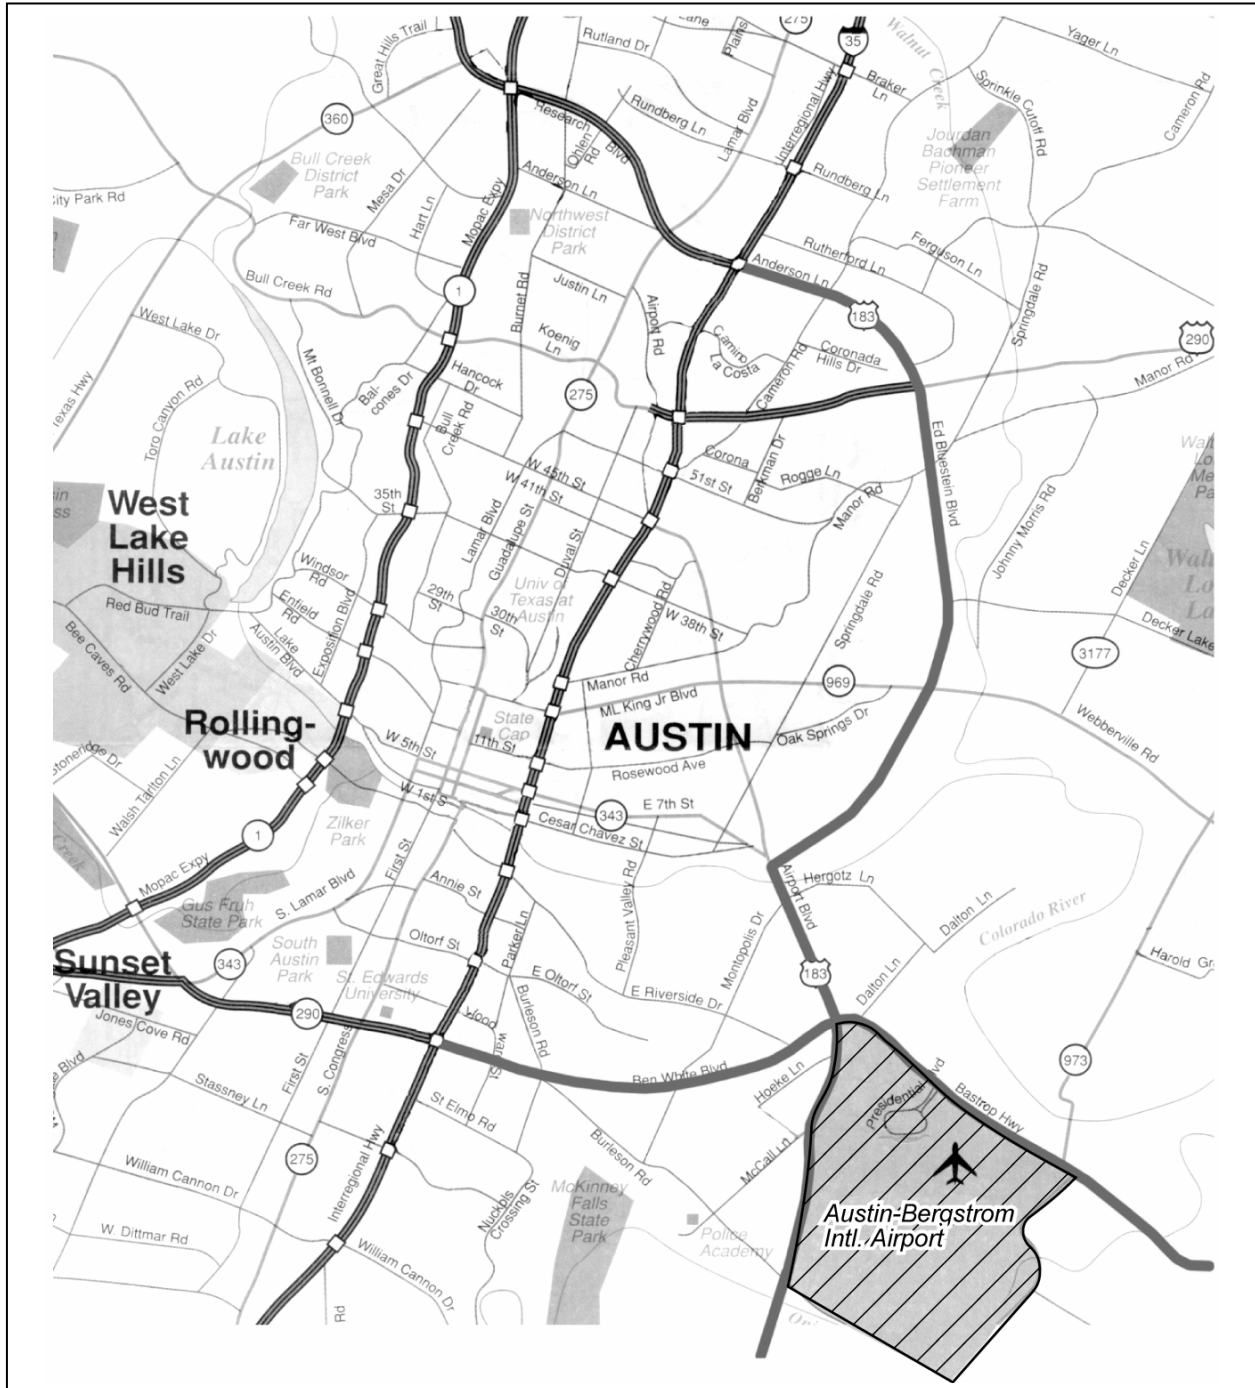 Great Hills Trail
Rutland Dr
Lane
Plains
275
35
Walnut Creek
Yager Ln
360
Research Blvd
Ohlen Rd
Rundberg Ln
Lamar Blvd
Interregional Hwy
Braker Ln
Sprinkle Cutoff Rd
Cameron Rd
Bull Creek District Park
Mesa Dr
Hart Ln
Mopac Expy
Anderson Ln
Rundberg Ln
Jourdan Bachman Pioneer Settlement Farm
City Park Rd
Far West Blvd
Northwest District Park
Rutherford Ln
Ferguson Ln
Bull Creek Rd
1
Burnet Rd
Justin Ln
Airport Rd
Anderson Ln
183
Springdale Rd
290
West Lake Dr
Mt Bonnell Dr
Koenig Ln
Camino La Costa
Cameron Rd
Coronada Hills Dr
Manor Rd
Texas Hwy
Toro Canyon Rd
Balcones Dr
Hancock Dr
Bull Creek Rd
275
Lake Austin
W 45th St
W 41th St
Corona
51st St
Berkman Dr
Rogge Ln
Manor Rd
Ed Bluestein Blvd
Johnny Morris Rd
West Lake Hills
35th St
Lamar Blvd
Guadalupe St
Duval St
Windsor Rd
Enfield Rd
Lake Austin Blvd
Exposition Blvd
29th St
30th St
Univ of Texas at Austin
Cherrywood Rd
W 38th St
Springdale Rd
Decker Ln
Decker Lake
Red Bud Trail
Bee Caves Rd
West Lake Dr
3177
Manor Rd
ML King Jr Blvd
969
Webberville Rd
Rolling-
wood
State Cap
W 5th St
11th St
AUSTIN
Oak Springs Dr
Rosewood Ave
Walsh Tarlton Ln
W 1st S
343
E 7th St
Cesar Chavez St
1
Zilker Park
First St
Creek
Mopac Expy
Annie St
Pleasant Valley Rd
Airport Blvd
Hergotz Ln
Gus Fruh State Park
S. Lamar Blvd
Parker Ln
Montopolis Dr
Dalton Ln
Colorado River
Sunset Valley
343
South Austin Park
Oltorf St
E Oltorf St
183
Dalton Ln
Harold Gr
St. Edwards University
E Riverside Dr
Burleson Rd
290
Jones Cove Rd
First St
S. Congress
Wood
ward St
Ben White Blvd
Hoeke Ln
Presidential Blvd
Bastrop Hwy
973
Stassney Ln
St Elmo Rd
275
Interregional Hwy
Burleson Rd
McCall Ln
William Cannon Dr
Nuckols Crossing St
McKinney Falls State Park
Police Academy
Austin-Bergstrom
Intl. Airport
W. Dittmar Rd
William Cannon Dr
Rd